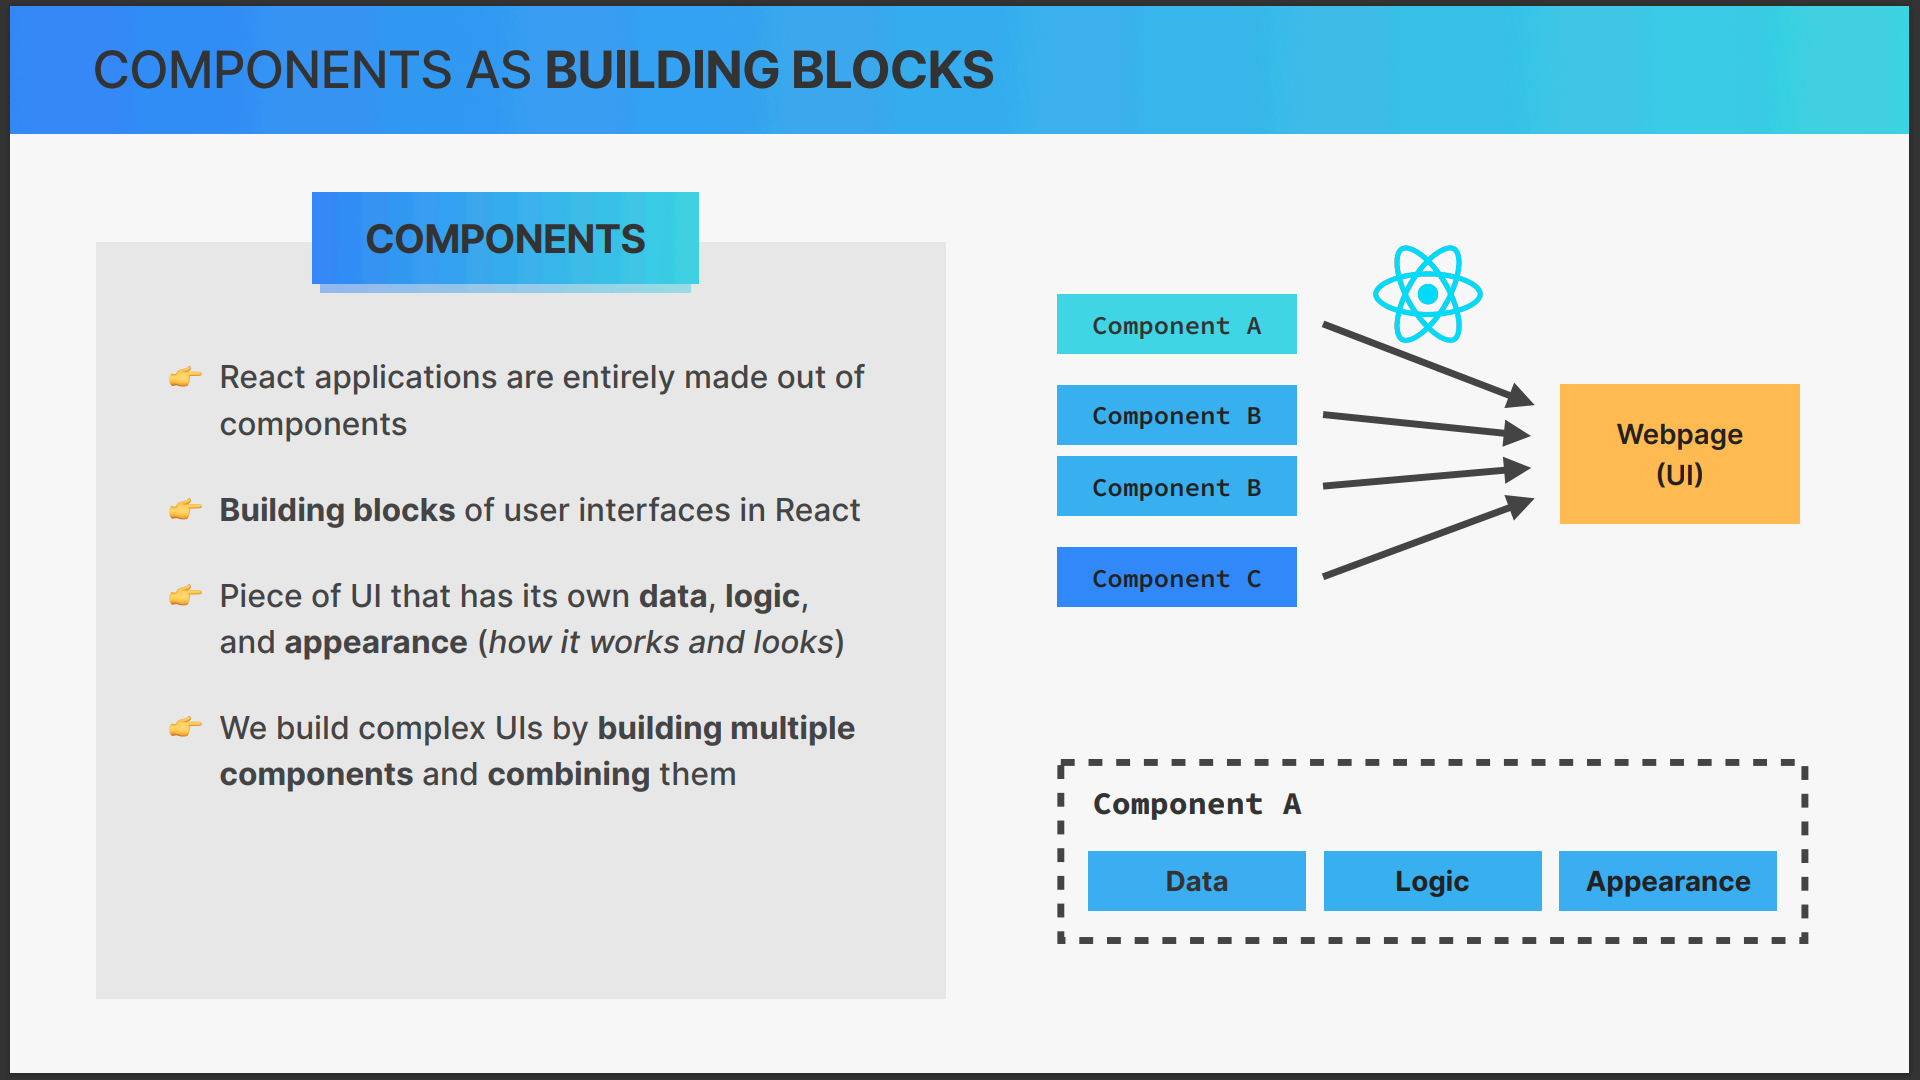 COMPONENTS AS BUILDING BLOCKS
COMPONENTS
👉 React applications are entirely made out of
components
👉 Building blocks of user interfaces in React
👉 Piece of UI that has its own data, logic,
and appearance (how it works and looks)
👉 We build complex UIs by building multiple
components and combining them
Component A
Component B
Component B
Component C
Webpage
(UI)
Component A
Data
Logic
Appearance